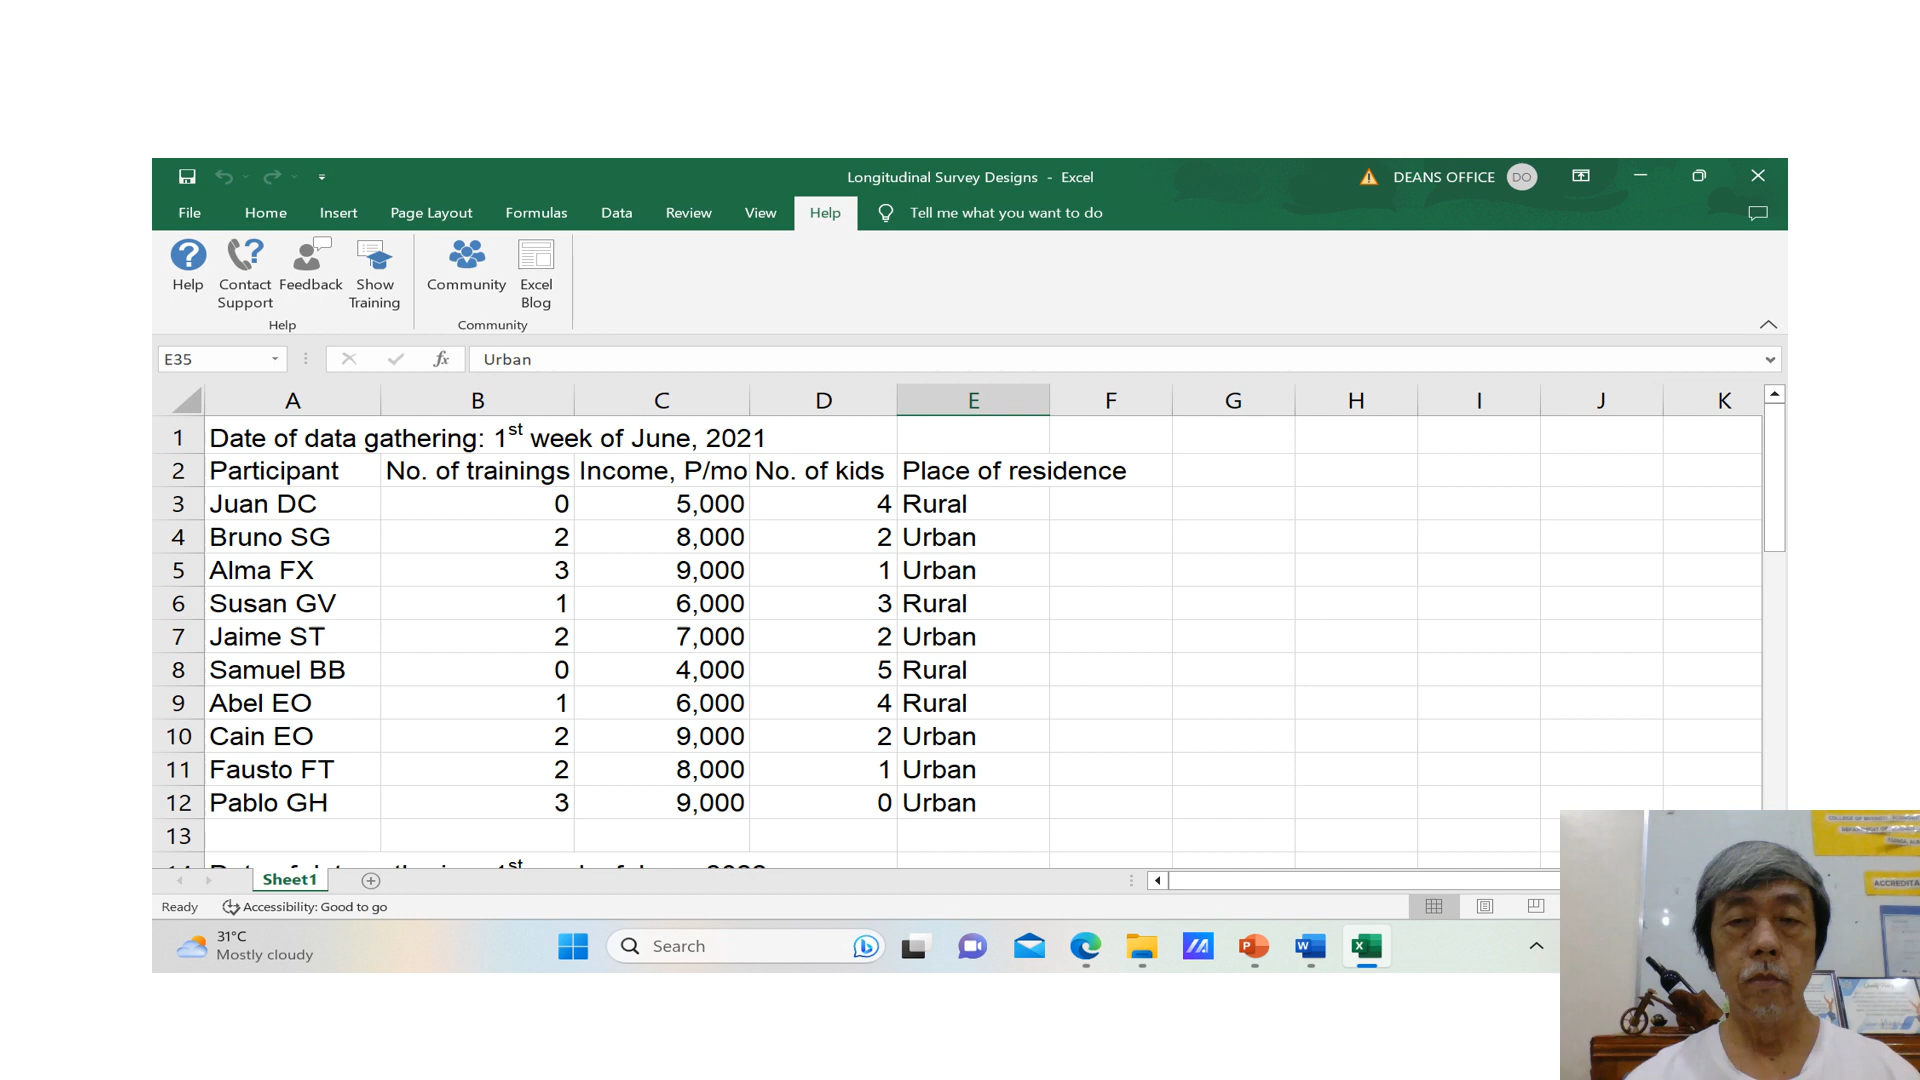 Longitudinal Survey Designs - Excel
DEANS OFFICE DO
File Home Insert Page Layout Formulas Data Review View Help Tell me what you want to do
Help Contact Support Feedback Show Training Community Excel Blog
Help Community
E35 fx Urban
A B C D E F G H I J K
1 Date of data gathering: 1st week of June, 2021
2 Participant No. of trainings Income, P/mo No. of kids Place of residence
3 Juan DC 0 5,000 4 Rural
4 Bruno SG 2 8,000 2 Urban
5 Alma FX 3 9,000 1 Urban
6 Susan GV 1 6,000 3 Rural
7 Jaime ST 2 7,000 2 Urban
8 Samuel BB 0 4,000 5 Rural
9 Abel EO 1 6,000 4 Rural
10 Cain EO 2 9,000 2 Urban
11 Fausto FT 2 8,000 1 Urban
12 Pablo GH 3 9,000 0 Urban
13
Sheet1
Ready Accessibility: Good to go
31°C
Mostly cloudy
Search
ACCREDITA